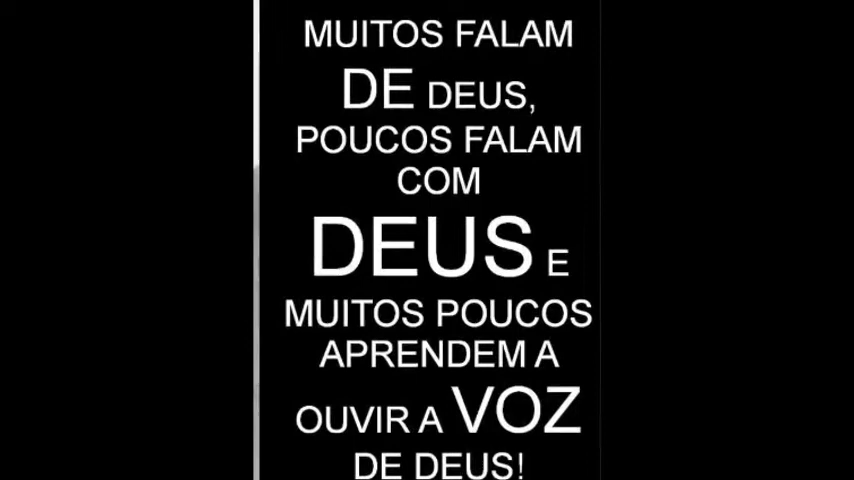 MUITOS FALAM
DE DEUS,
POUCOS FALAM
COM
DEUS E
MUITOS POUCOS
APRENDEM A
OUVIR A VOZ
DE DEUS!